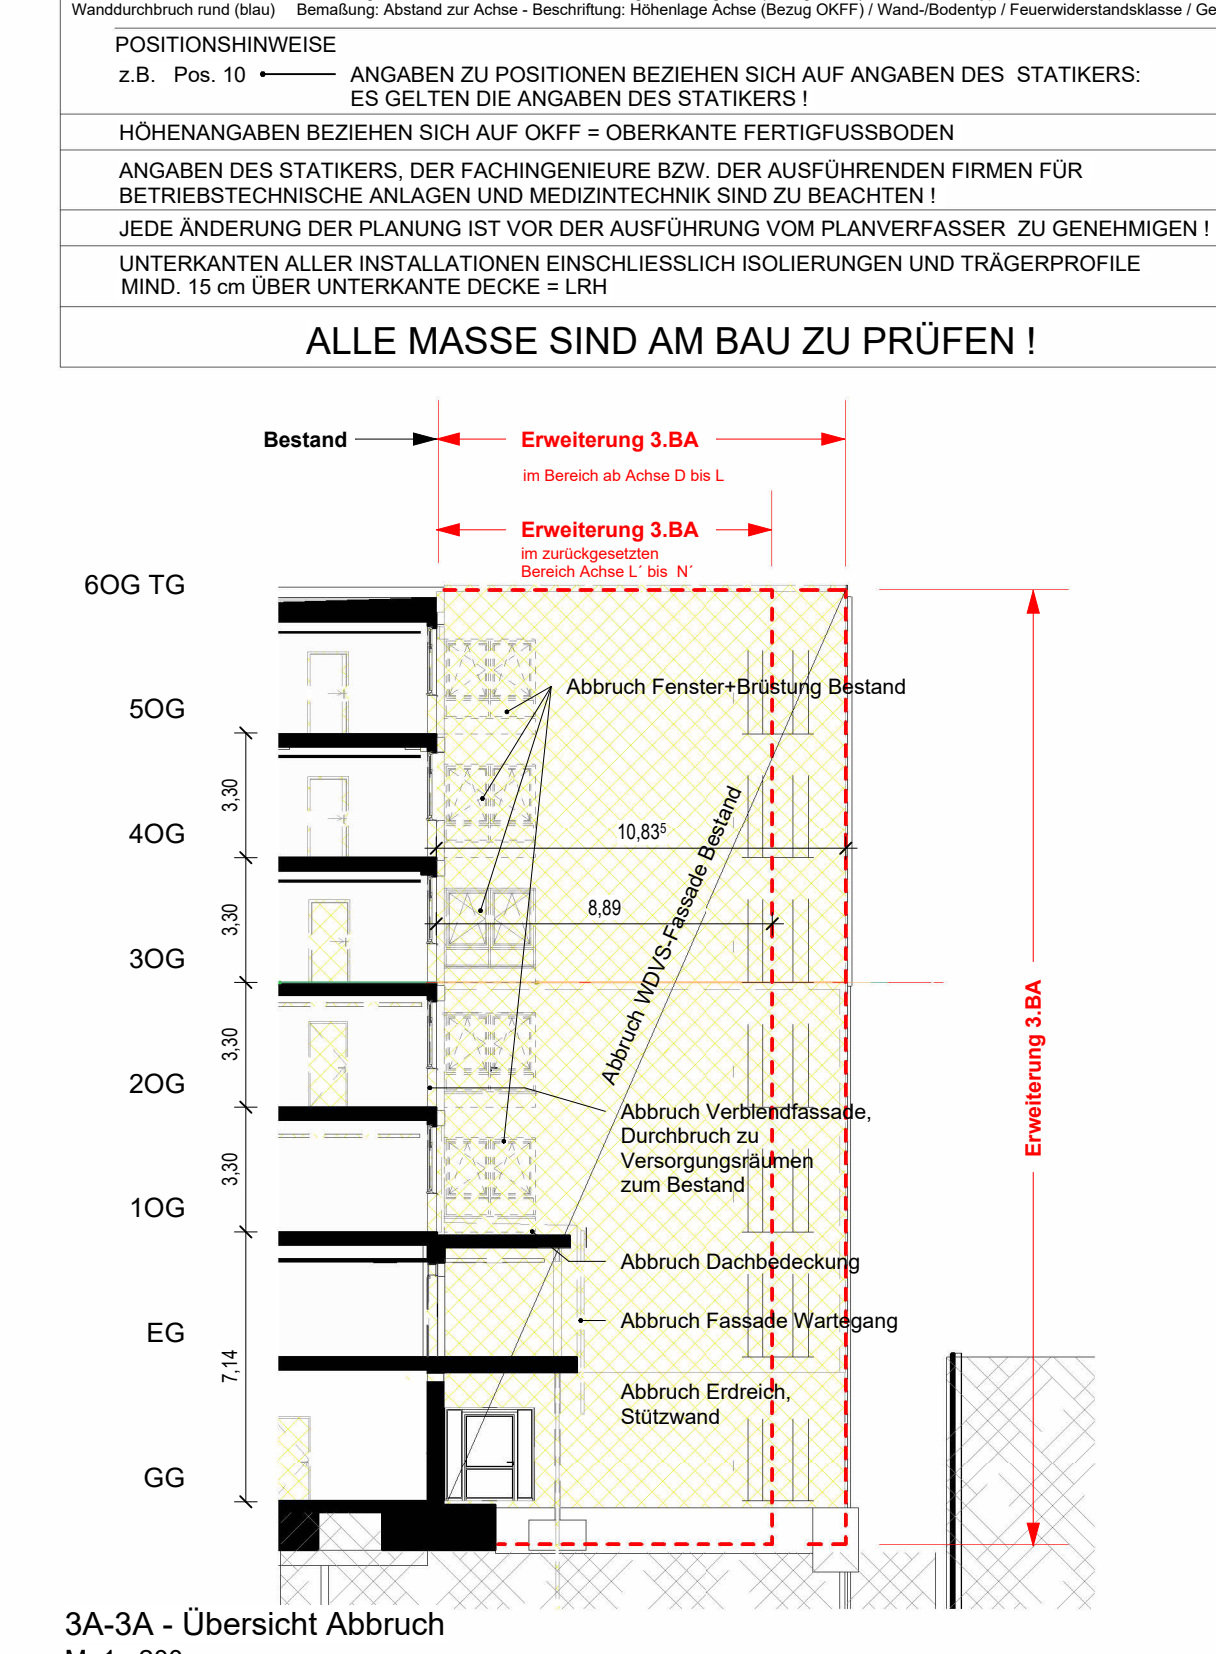 Wanddurchbruch rund (blau) Bemaßung: Abstand zur Achse - Beschriftung: Höhenlage Achse (Bezug OKFF) / Wand-/Bodentyp / Feuerwiderstandsklasse / Ge
POSITIONSHINWEISE
z.B. Pos. 10 ANGABEN ZU POSITIONEN BEZIEHEN SICH AUF ANGABEN DES STATIKERS:
ES GELTEN DIE ANGABEN DES STATIKERS !
HÖHENANGABEN BEZIEHEN SICH AUF OKFF = OBERKANTE FERTIGFUSSBODEN
ANGABEN DES STATIKERS, DER FACHINGENIEURE BZW. DER AUSFÜHRENDEN FIRMEN FÜR
BETRIEBSTECHNISCHE ANLAGEN UND MEDIZINTECHNIK SIND ZU BEACHTEN !
JEDE ÄNDERUNG DER PLANUNG IST VOR DER AUSFÜHRUNG VOM PLANVERFASSER ZU GENEHMIGEN !
UNTERKANTEN ALLER INSTALLATIONEN EINSCHLIESSLICH ISOLIERUNGEN UND TRÄGERPROFILE
MIND. 15 cm ÜBER UNTERKANTE DECKE = LRH
ALLE MASSE SIND AM BAU ZU PRÜFEN !
Bestand
Erweiterung 3.BA
im Bereich ab Achse D bis L
Erweiterung 3.BA
im zurückgesetzten
Bereich Achse L´ bis N´
6OG TG
Abbruch Fenster+Brüstung Bestand
5OG
3,30
4OG
10,83⁵
Abbruch WDVS-Fassade Bestand
8,89
3,30
3OG
Erweiterung 3.BA
3,30
2OG
Abbruch Verblendfassade,
Durchbruch zu
Versorgungsräumen
zum Bestand
3,30
1OG
Abbruch Dachbedeckung
EG
Abbruch Fassade Wartegang
7,14
Abbruch Erdreich,
Stützwand
GG
3A-3A - Übersicht Abbruch